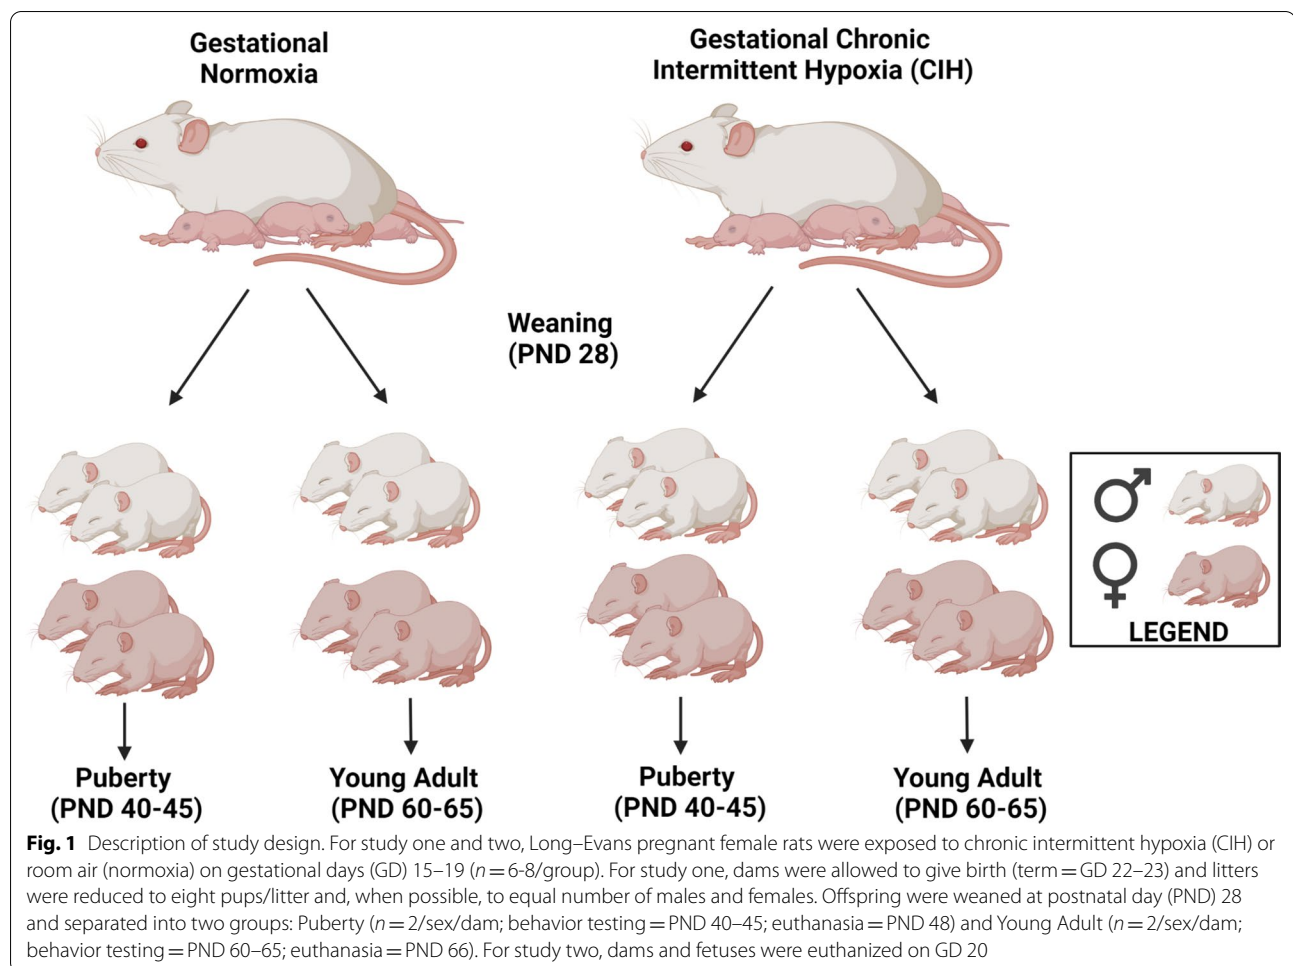 Gestational
Normoxia
Gestational Chronic
Intermittent Hypoxia (CIH)
Weaning
(PND 28)
LEGEND
Puberty
(PND 40-45)
Young Adult
(PND 60-65)
Puberty
(PND 40-45)
Young Adult
(PND 60-65)
Fig. 1 Description of study design. For study one and two, Long–Evans pregnant female rats were exposed to chronic intermittent hypoxia (CIH) or
room air (normoxia) on gestational days (GD) 15–19 (n = 6-8/group). For study one, dams were allowed to give birth (term = GD 22–23) and litters
were reduced to eight pups/litter and, when possible, to equal number of males and females. Offspring were weaned at postnatal day (PND) 28
and separated into two groups: Puberty (n = 2/sex/dam; behavior testing = PND 40–45; euthanasia = PND 48) and Young Adult (n = 2/sex/dam;
behavior testing = PND 60–65; euthanasia = PND 66). For study two, dams and fetuses were euthanized on GD 20